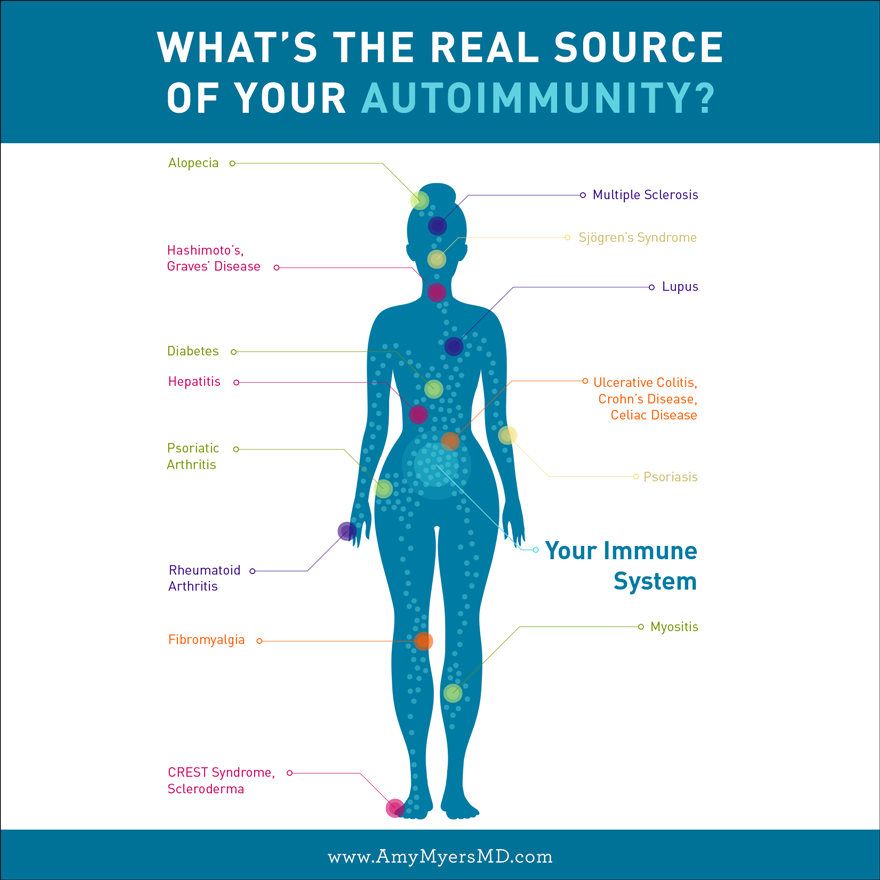 WHAT'S THE REAL SOURCE
OF YOUR AUTOIMMUNITY?
Alopecia
Multiple Sclerosis
Sjögren's Syndrome
Hashimoto's,
Graves' Disease
Lupus
Diabetes
Hepatitis
Ulcerative Colitis,
Crohn's Disease,
Celiac Disease
Psoriatic
Arthritis
Psoriasis
Your Immune
System
Rheumatoid
Arthritis
Myositis
Fibromyalgia
CREST Syndrome,
Scleroderma
www.AmyMyersMD.com